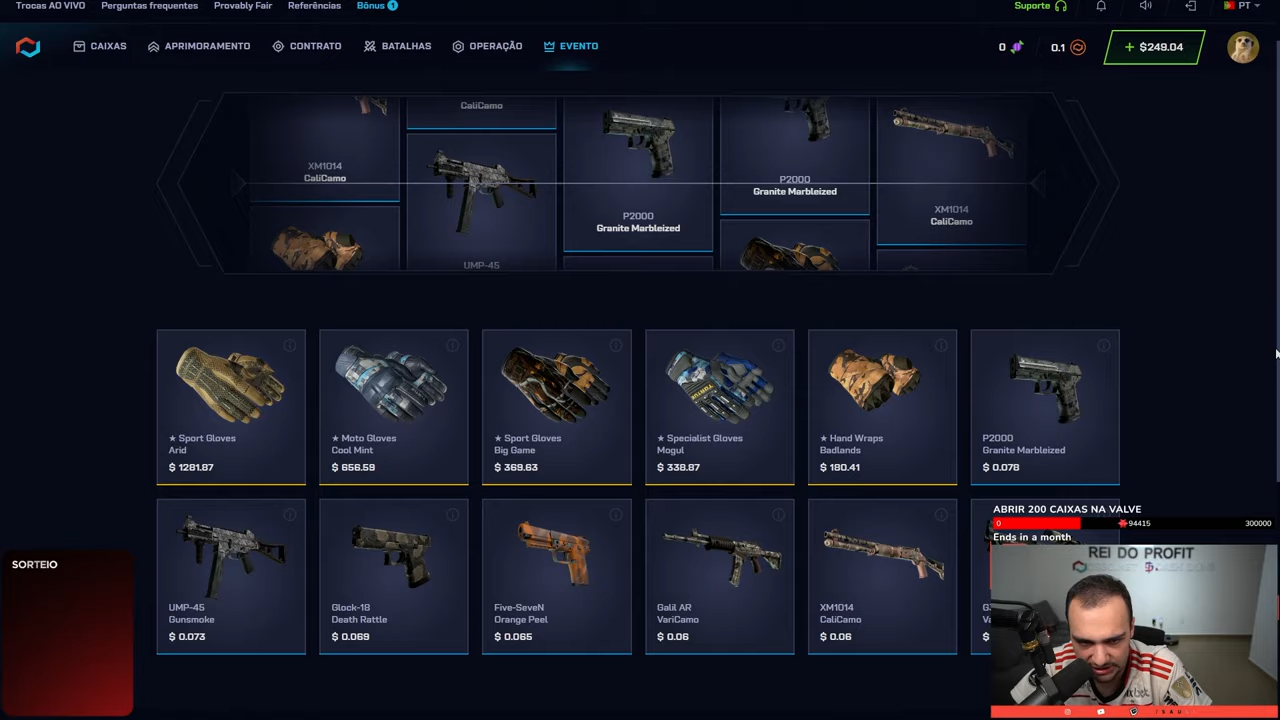 Trocas AO VIVO
Perguntas frequentes
Provably Fair
Referências
Bônus 1
Suporte
PT
CAIXAS
APRIMORAMENTO
CONTRATO
BATALHAS
OPERAÇÃO
EVENTO
0
0.1
+ $249.04
XM1014
CaliCamo
CaliCamo
UMP-45
P2000
Granite Marbleized
P2000
Granite Marbleized
XM1014
CaliCamo
★ Sport Gloves
Arid
$ 1281.87
★ Moto Gloves
Cool Mint
$ 656.59
★ Sport Gloves
Big Game
$ 369.63
★ Specialist Gloves
Mogul
$ 338.87
★ Hand Wraps
Badlands
$ 180.41
P2000
Granite Marbleized
$ 0.078
UMP-45
Gunsmoke
$ 0.073
Glock-18
Death Rattle
$ 0.069
Five-SeveN
Orange Peel
$ 0.065
Galil AR
VariCamo
$ 0.06
XM1014
CaliCamo
$ 0.06
$
SORTEIO
ABRIR 200 CAIXAS NA VALVE
0
94415
300000
Ends in a month
REI DO PROFIT